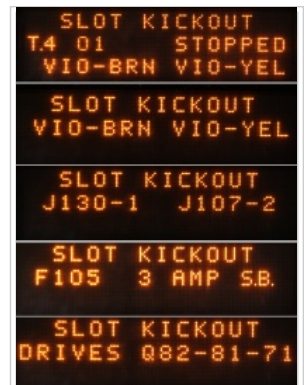 SLOT KICKOUT
T.4 01 STOPPED
VIO-BRN VIO-YEL
SLOT KICKOUT
VIO-BRN VIO-YEL
SLOT KICKOUT
J130-1 J107-2
SLOT KICKOUT
F105 3 AMP S.B.
SLOT KICKOUT
DRIVES Q82-81-71